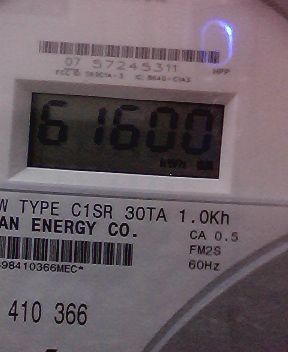 07 57245311
HPP
61600
kWh
W TYPE C1SR 30TA 1.0Kh
AN ENERGY CO.
CA 0.5
FM2S
60Hz
98410366MEC*
410 366